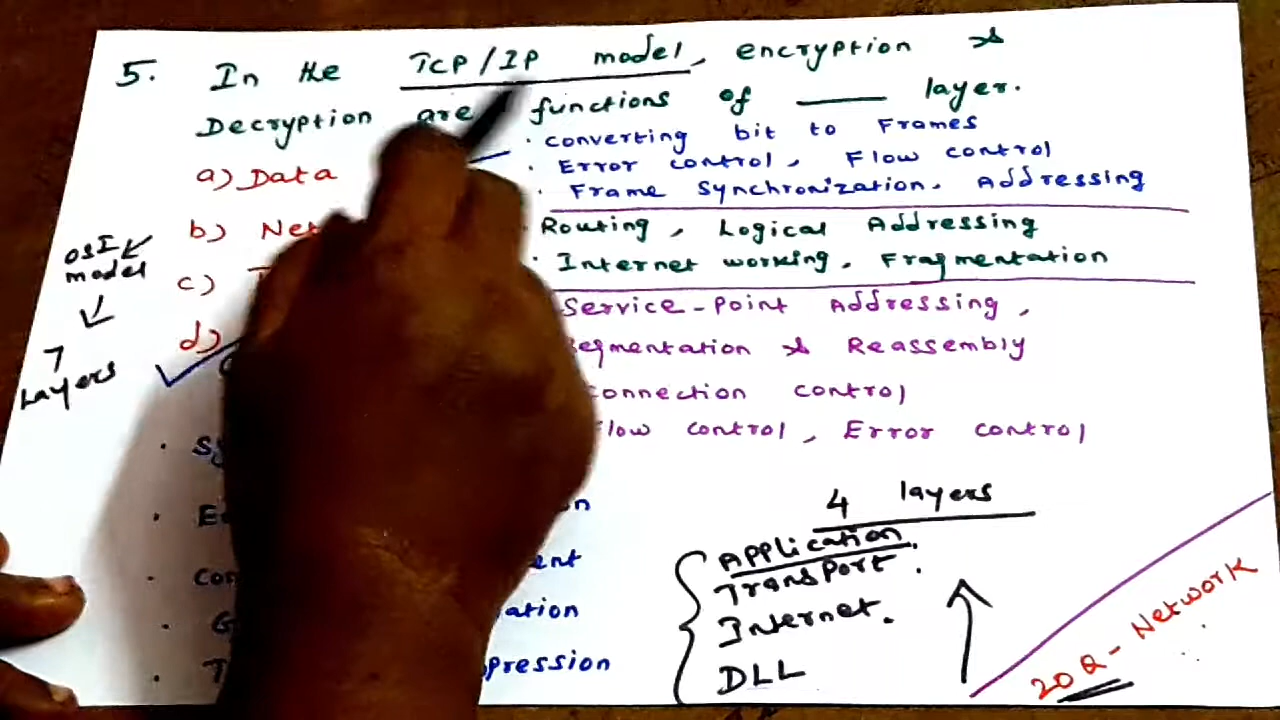 5. In the TCP/IP model, encryption &
Decryption are functions of ____ layer.
· converting bit to Frames
a) Data
· Error control, Flow control
· Frame synchronization. Addressing
b) Net
· Routing, Logical Addressing
OSI
model
c)
· Internet working, Fragmentation
Service-Point Addressing,
d)
7
Layers
Segmentation & Reassembly
connection control
Flow control, Error control
4 layers
Application
Transport.
Internet.
DLL
20Q - Network